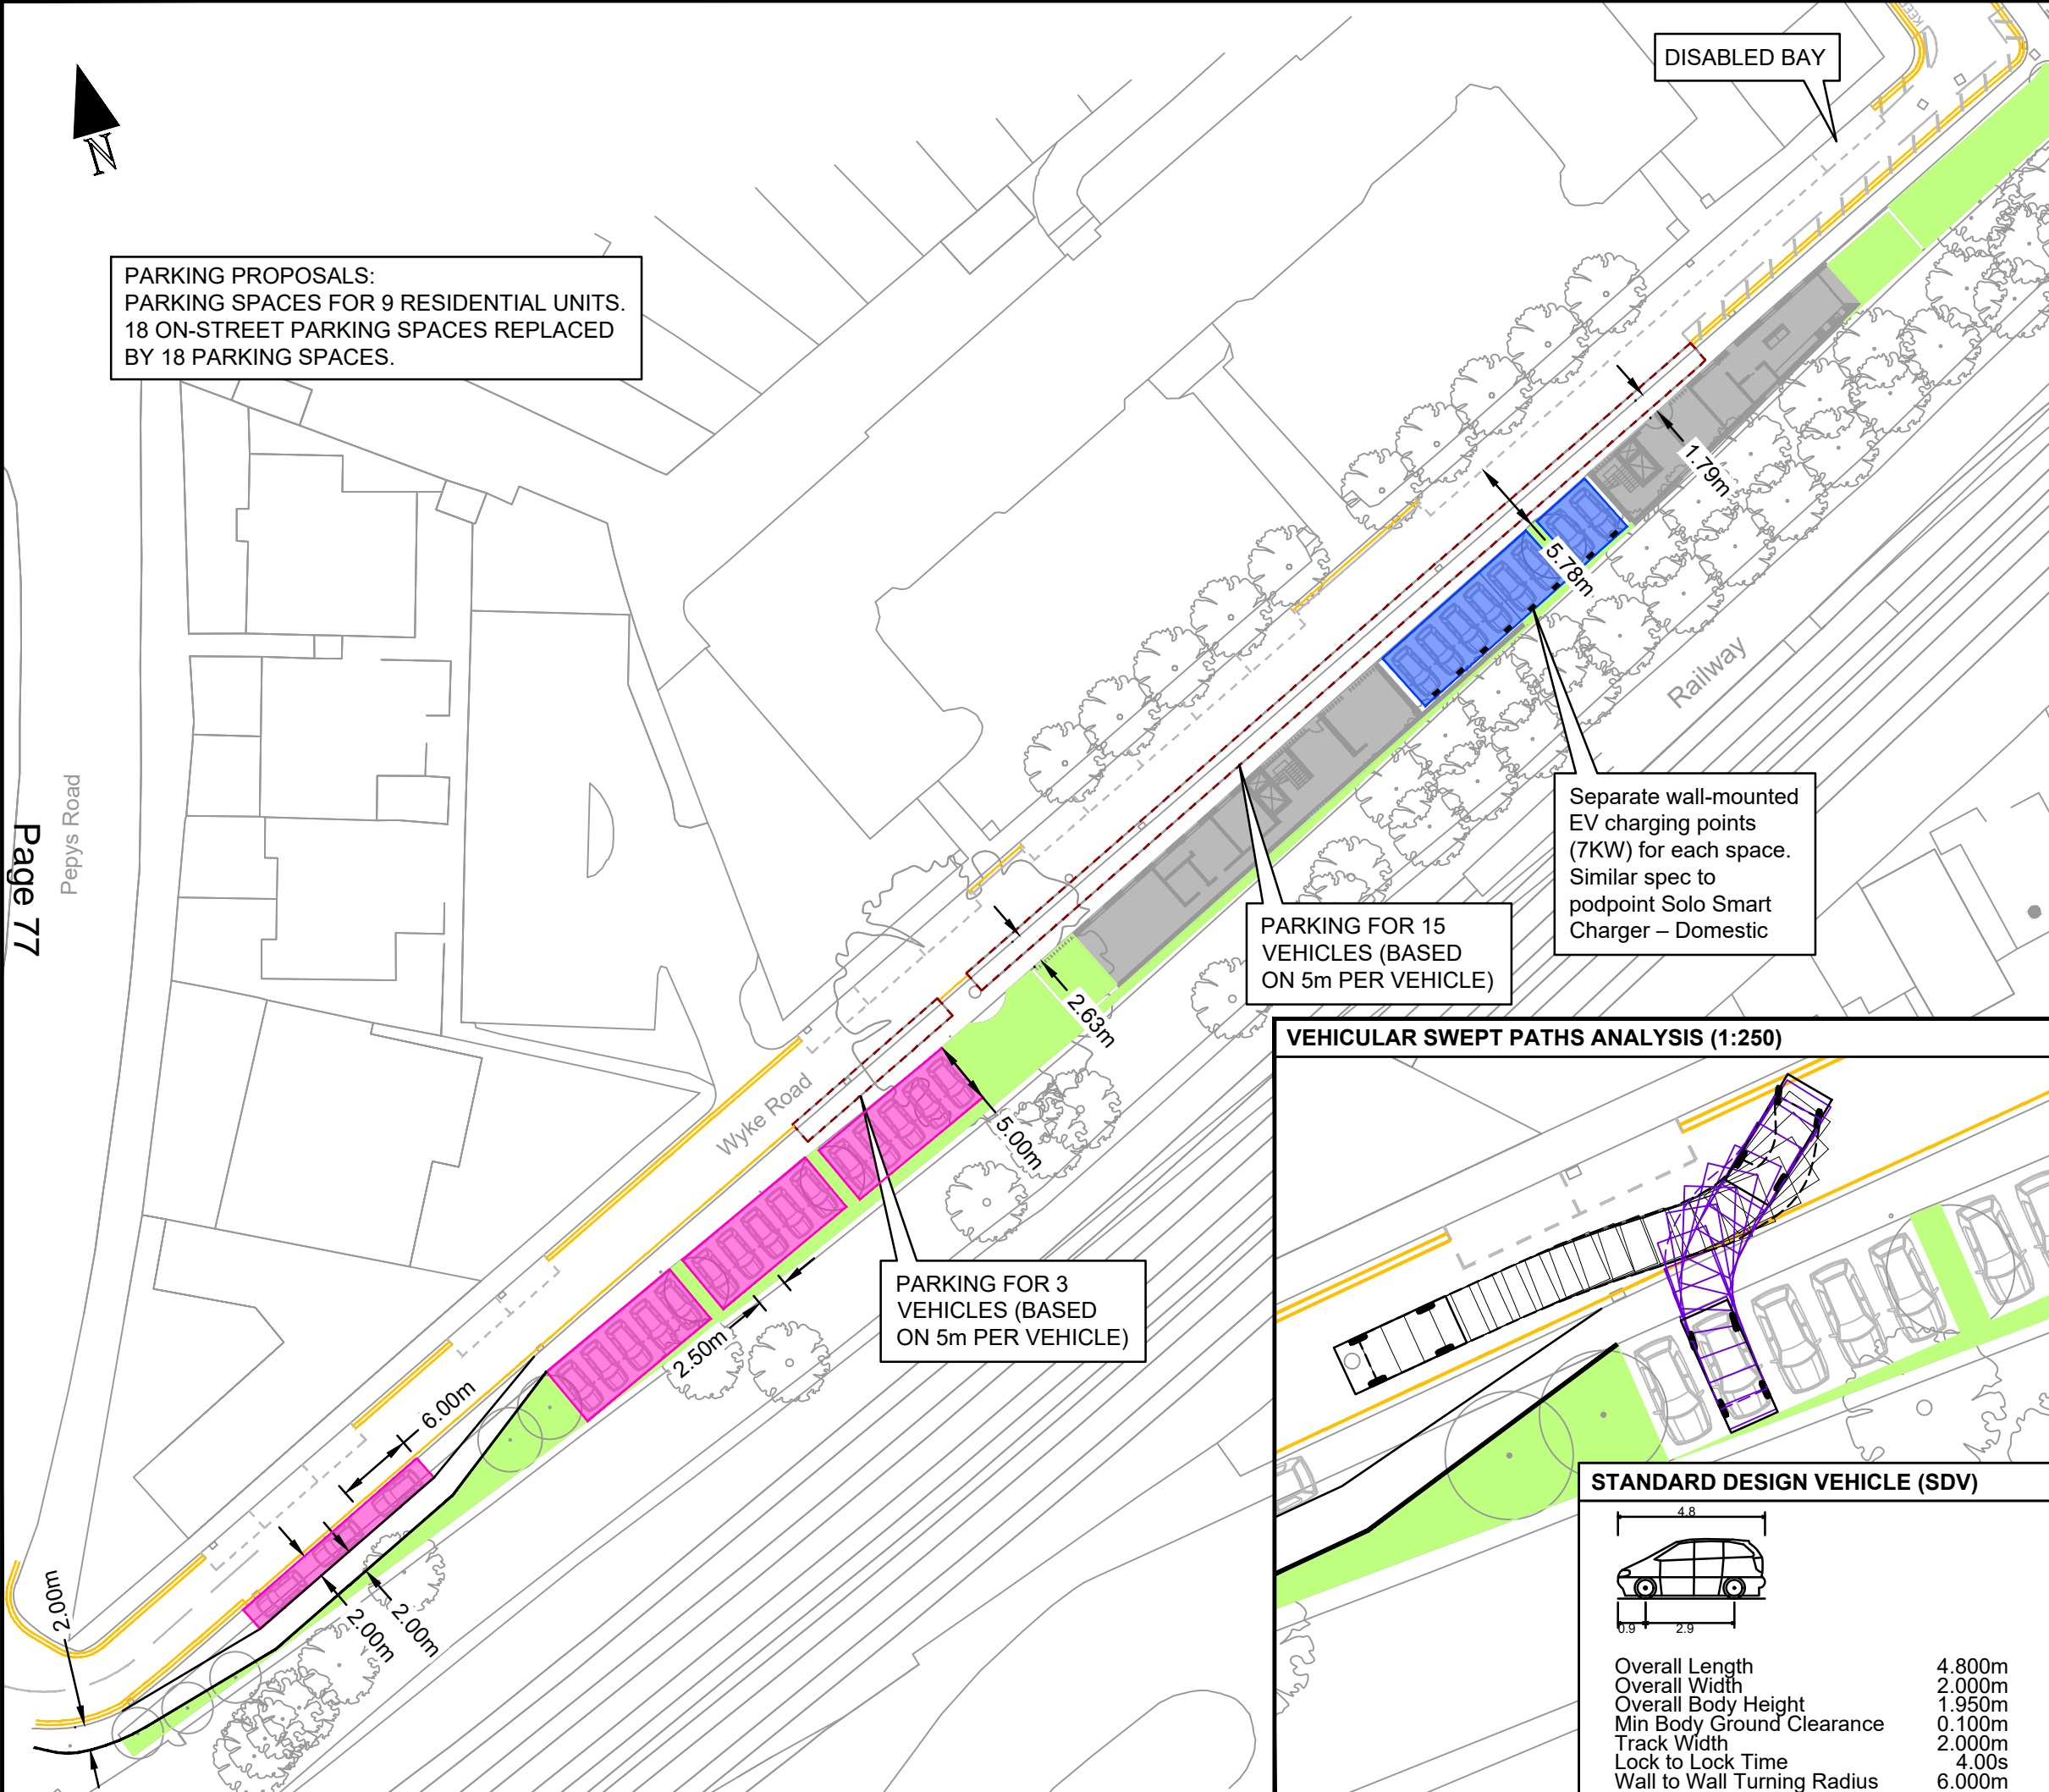 DISABLED BAY
N
PARKING PROPOSALS:
PARKING SPACES FOR 9 RESIDENTIAL UNITS.
18 ON-STREET PARKING SPACES REPLACED
BY 18 PARKING SPACES.
1.79m
5.78m
Railway
Separate wall-mounted
EV charging points
(7KW) for each space.
Similar spec to
podpoint Solo Smart
Charger – Domestic
PARKING FOR 15
VEHICLES (BASED
ON 5m PER VEHICLE)
Pepys Road
Page 77
2.63m
Wyke Road
5.00m
PARKING FOR 3
VEHICLES (BASED
ON 5m PER VEHICLE)
2.50m
6.00m
2.00m
2.00m
2.00m
VEHICULAR SWEPT PATHS ANALYSIS (1:250)
STANDARD DESIGN VEHICLE (SDV)
4.8
0.9 2.9
Overall Length 4.800m
Overall Width 2.000m
Overall Body Height 1.950m
Min Body Ground Clearance 0.100m
Track Width 2.000m
Lock to Lock Time 4.00s
Wall to Wall Turning Radius 6.000m